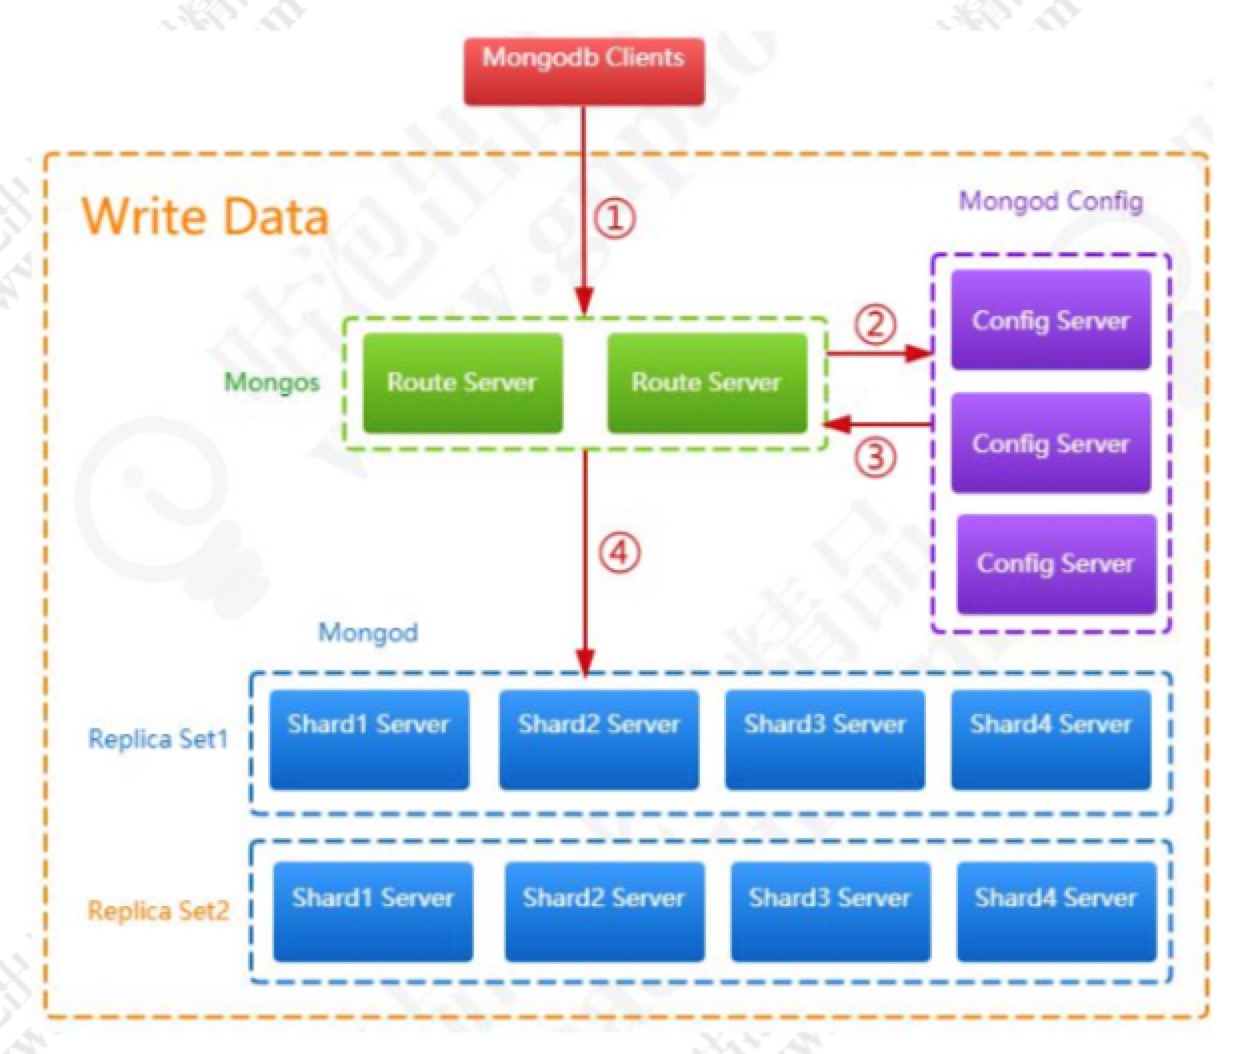 Mongodb Clients
Write Data
①
Mongod Config
Config Server
②
Mongos
Route Server
Route Server
Config Server
③
④
Config Server
Mongod
Replica Set1
Shard1 Server
Shard2 Server
Shard3 Server
Shard4 Server
Replica Set2
Shard1 Server
Shard2 Server
Shard3 Server
Shard4 Server